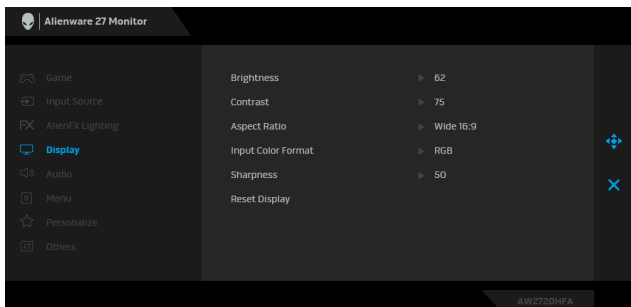 Alienware 27 Monitor
Game
Input Source
AlienFX Lighting
Display
Audio
Menu
Personalize
Others
Brightness 62
Contrast 75
Aspect Ratio Wide 16:9
Input Color Format RGB
Sharpness 50
Reset Display
AW2720HFA